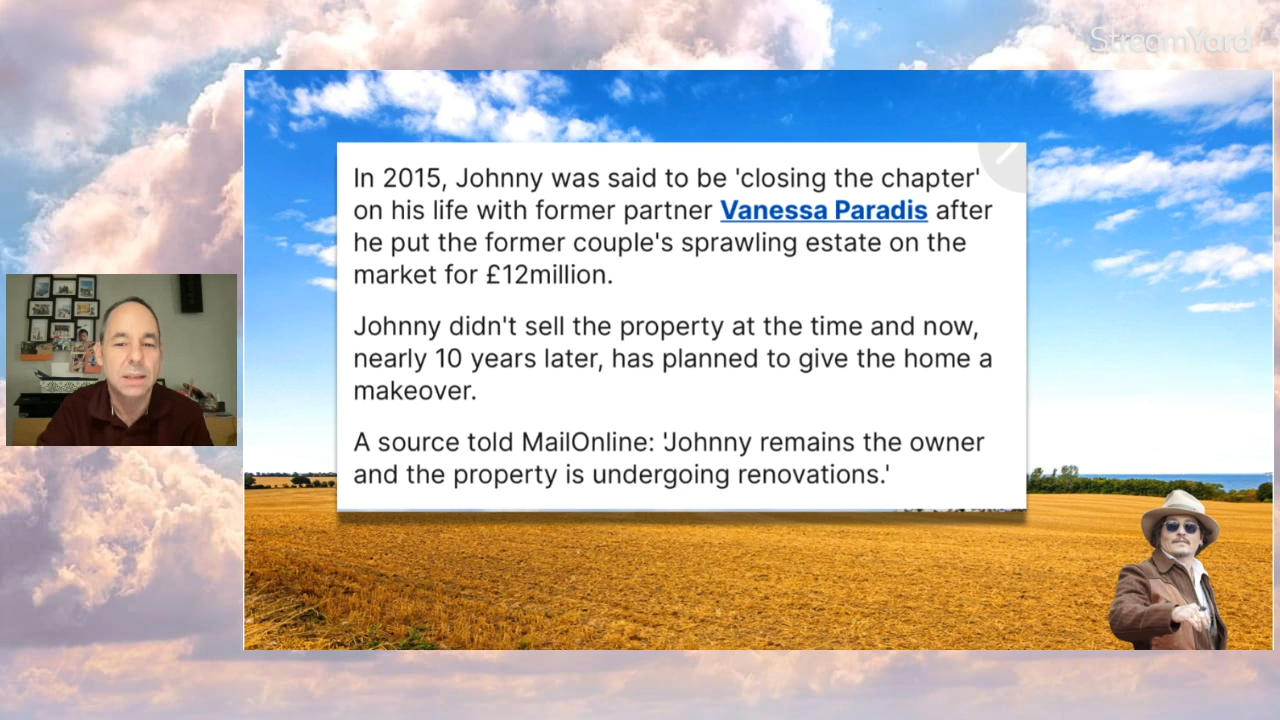 StreamYard
In 2015, Johnny was said to be 'closing the chapter'
on his life with former partner Vanessa Paradis after
he put the former couple's sprawling estate on the
market for £12million.
Johnny didn't sell the property at the time and now,
nearly 10 years later, has planned to give the home a
makeover.
A source told MailOnline: 'Johnny remains the owner
and the property is undergoing renovations.'